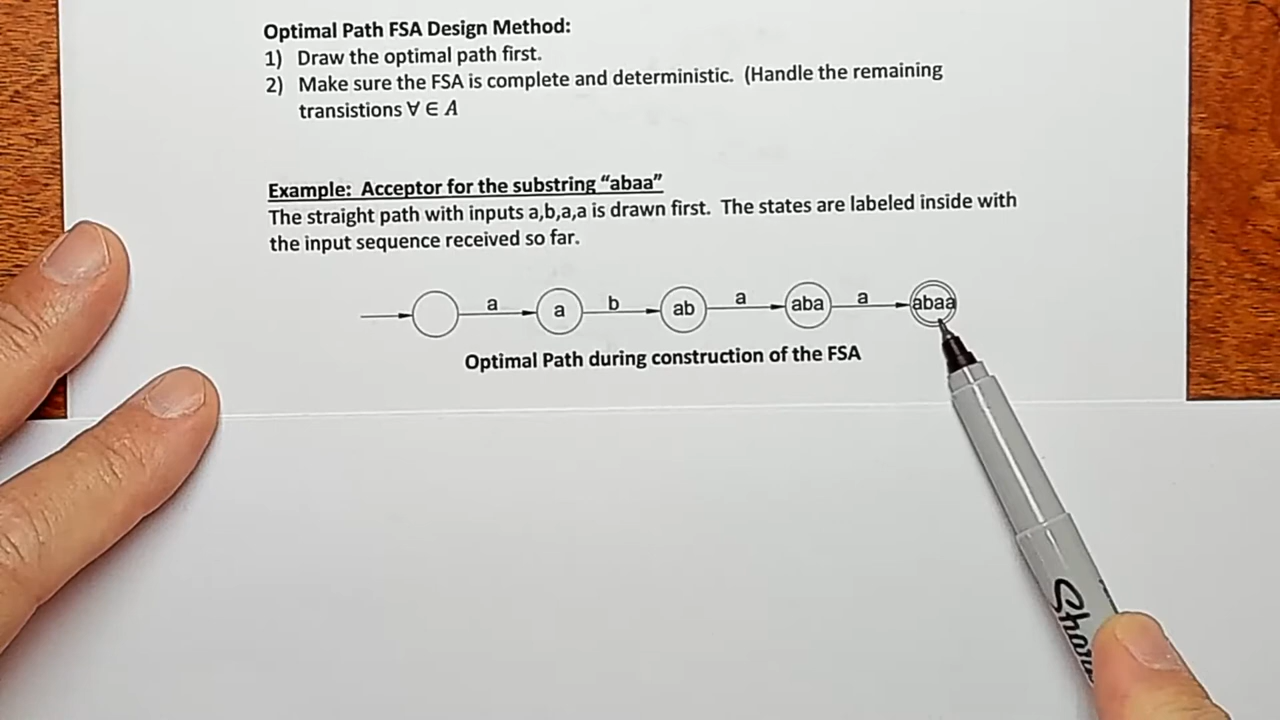 Optimal Path FSA Design Method:
1) Draw the optimal path first.
2) Make sure the FSA is complete and deterministic. (Handle the remaining
transistions ∀ ∈ A
Example: Acceptor for the substring “abaa”
The straight path with inputs a,b,a,a is drawn first. The states are labeled inside with
the input sequence received so far.
a a b ab a aba a abaa
Optimal Path during construction of the FSA